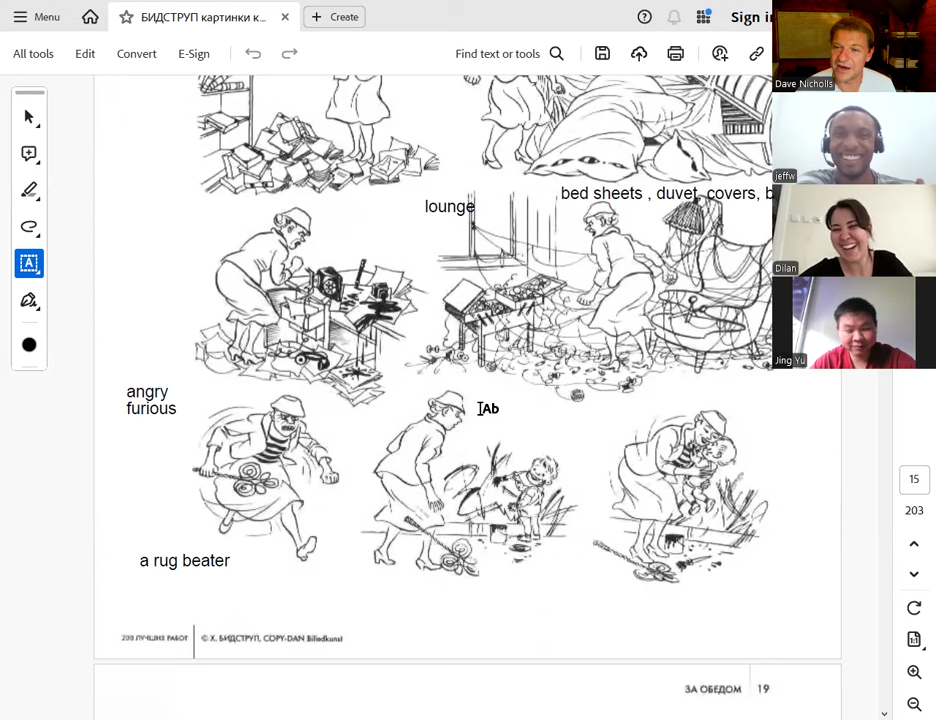 Menu
БИДСТРУП картинки к...
Create
Sign in
All tools
Edit
Convert
E-Sign
Find text or tools
Dave Nicholls
jeffw
Dilan
Jing Yu
bed sheets , duvet, covers, b
lounge
angry
furious
Ab
a rug beater
15
203
208 ЛУЧШИХ РАБОТ
© Х. БИДСТРУП, COPY-DAN Billedkunst
ЗА ОБЕДОМ 19